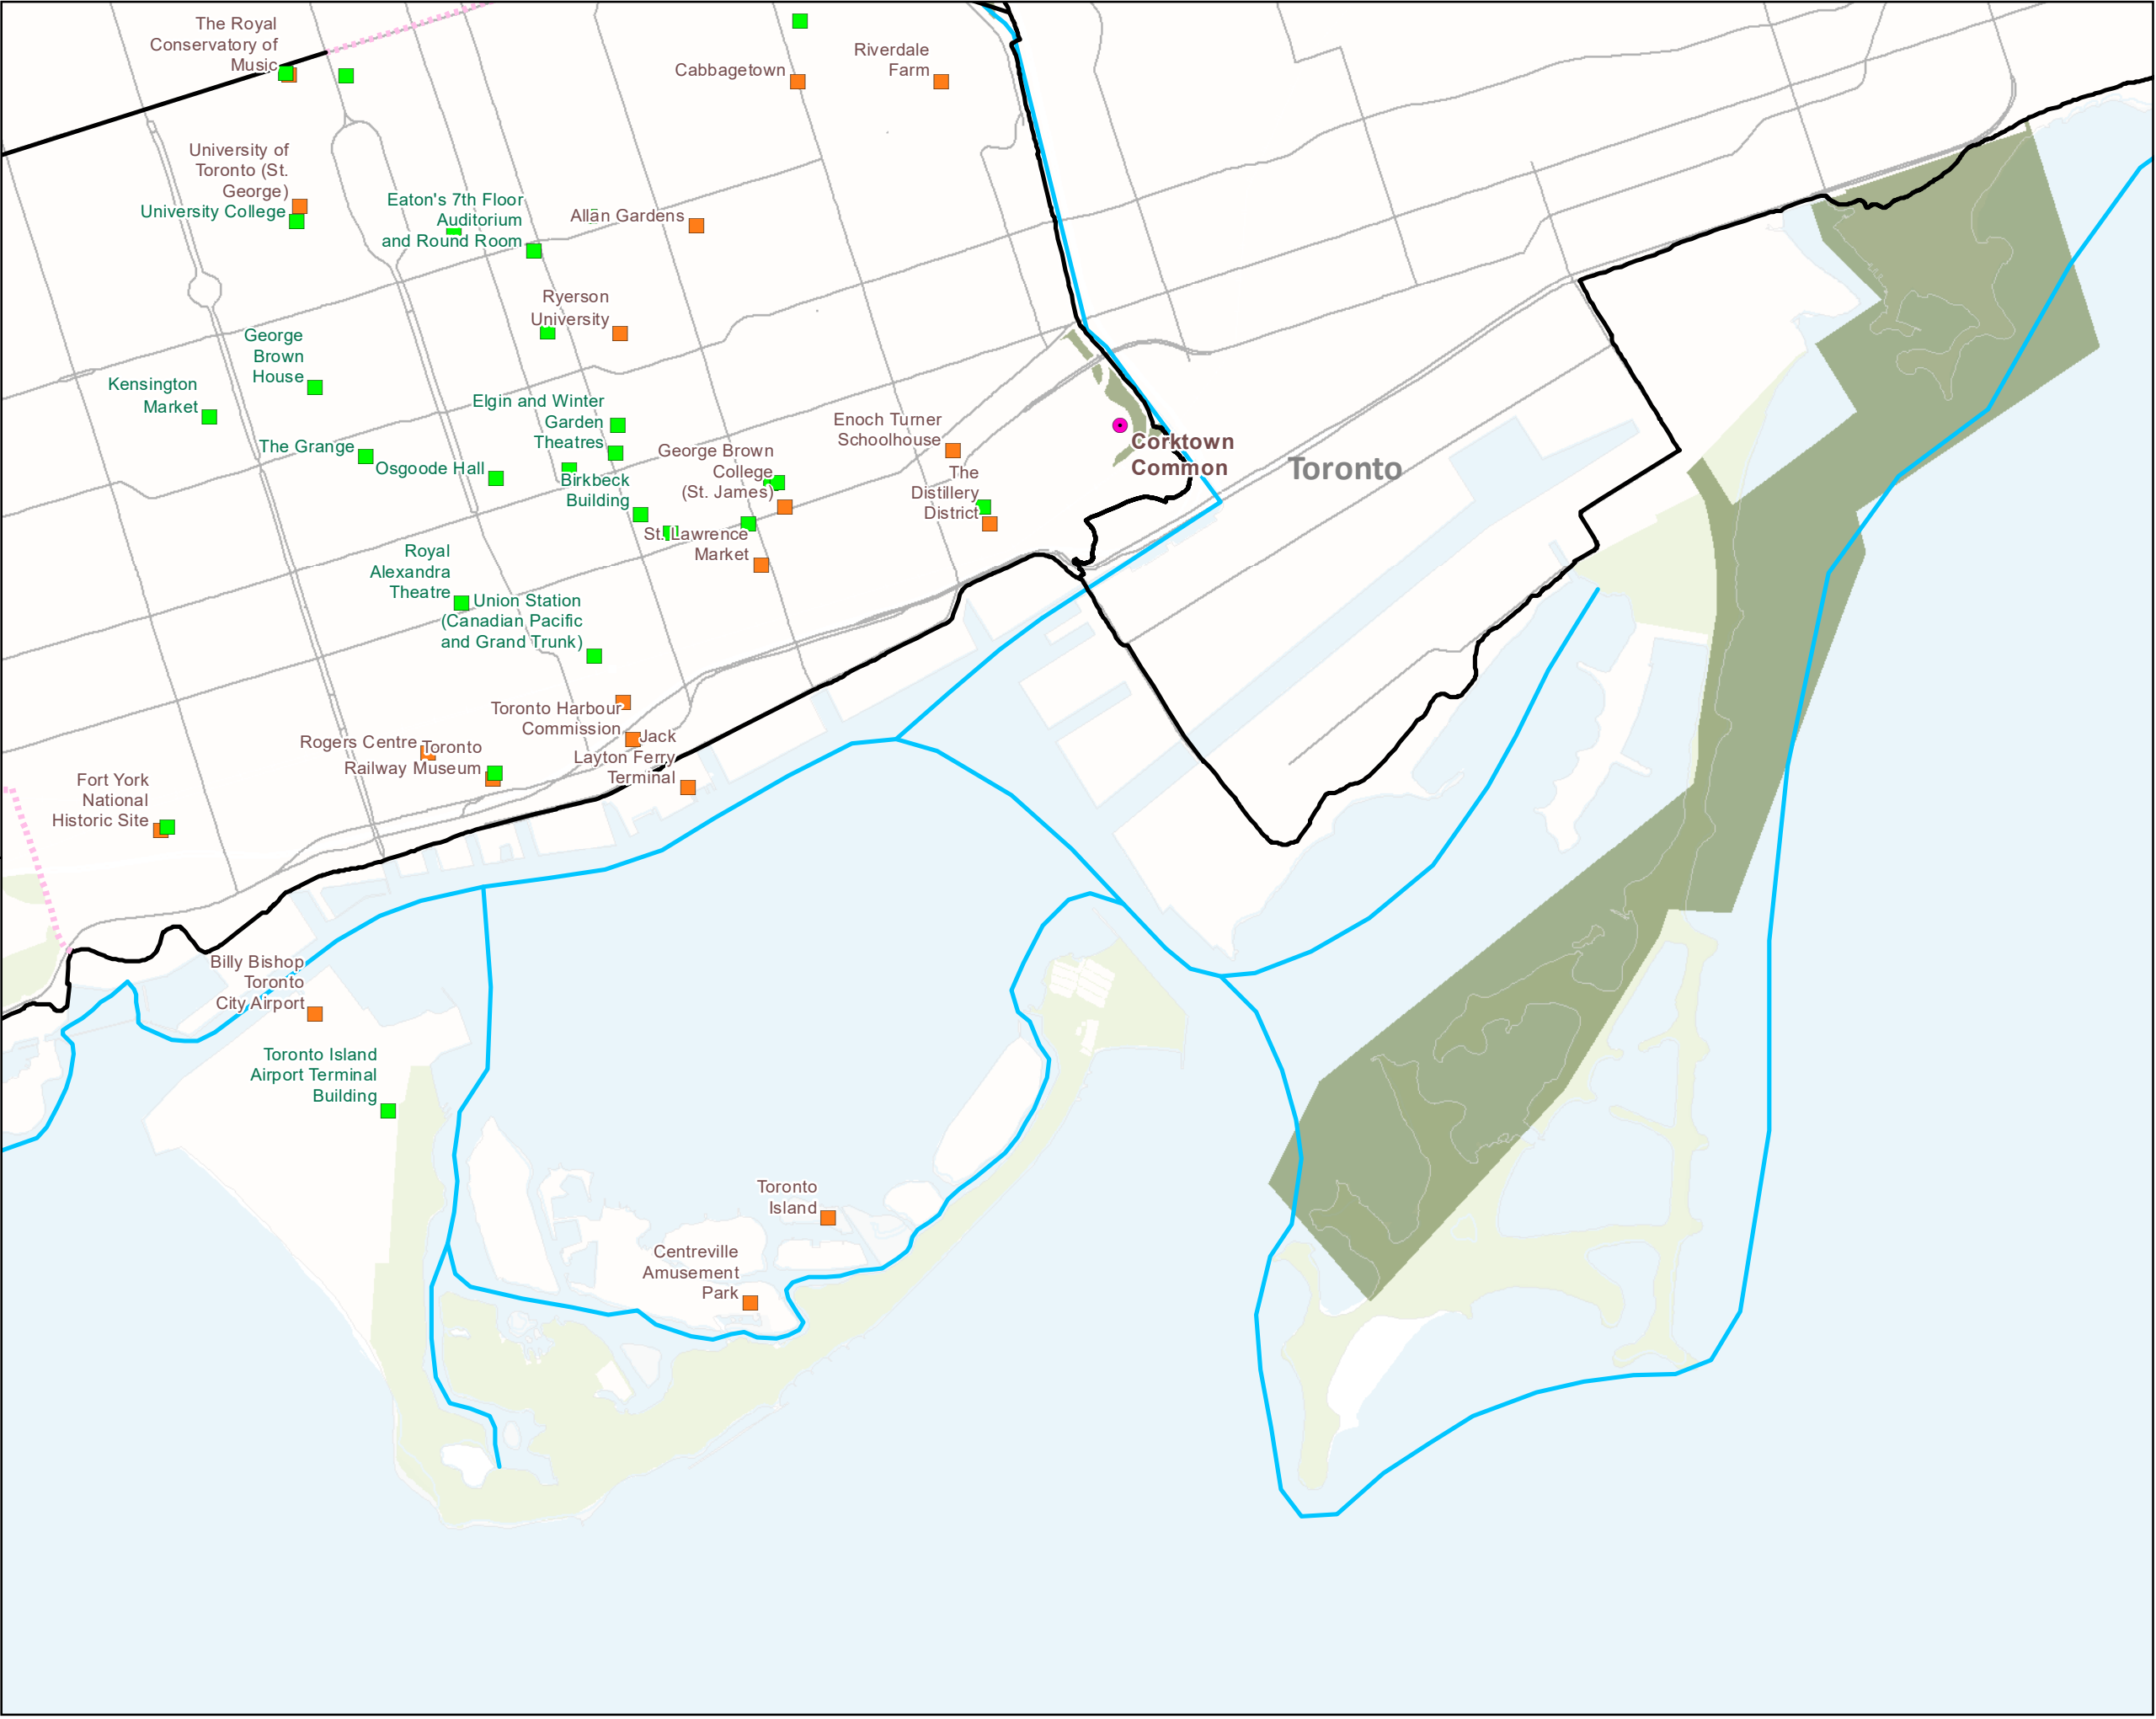 The Royal
Conservatory of
Music
Cabbagetown
Riverdale
Farm
University of
Toronto (St.
George)
University College
Eaton's 7th Floor
Auditorium
and Round Room
Allan Gardens
Ryerson
University
George
Brown
House
Kensington
Market
The Grange
Osgoode Hall
Elgin and Winter
Garden
Theatres
Birkbeck
Building
George Brown
College
(St. James)
Enoch Turner
Schoolhouse
The
Distillery
District
Corktown
Common
Toronto
St. Lawrence
Market
Royal
Alexandra
Theatre
Union Station
(Canadian Pacific
and Grand Trunk)
Toronto Harbour
Commission
Jack
Layton Ferry
Terminal
Rogers Centre
Toronto
Railway Museum
Fort York
National
Historic Site
Billy Bishop
Toronto
City Airport
Toronto Island
Airport Terminal
Building
Toronto
Island
Centreville
Amusement
Park